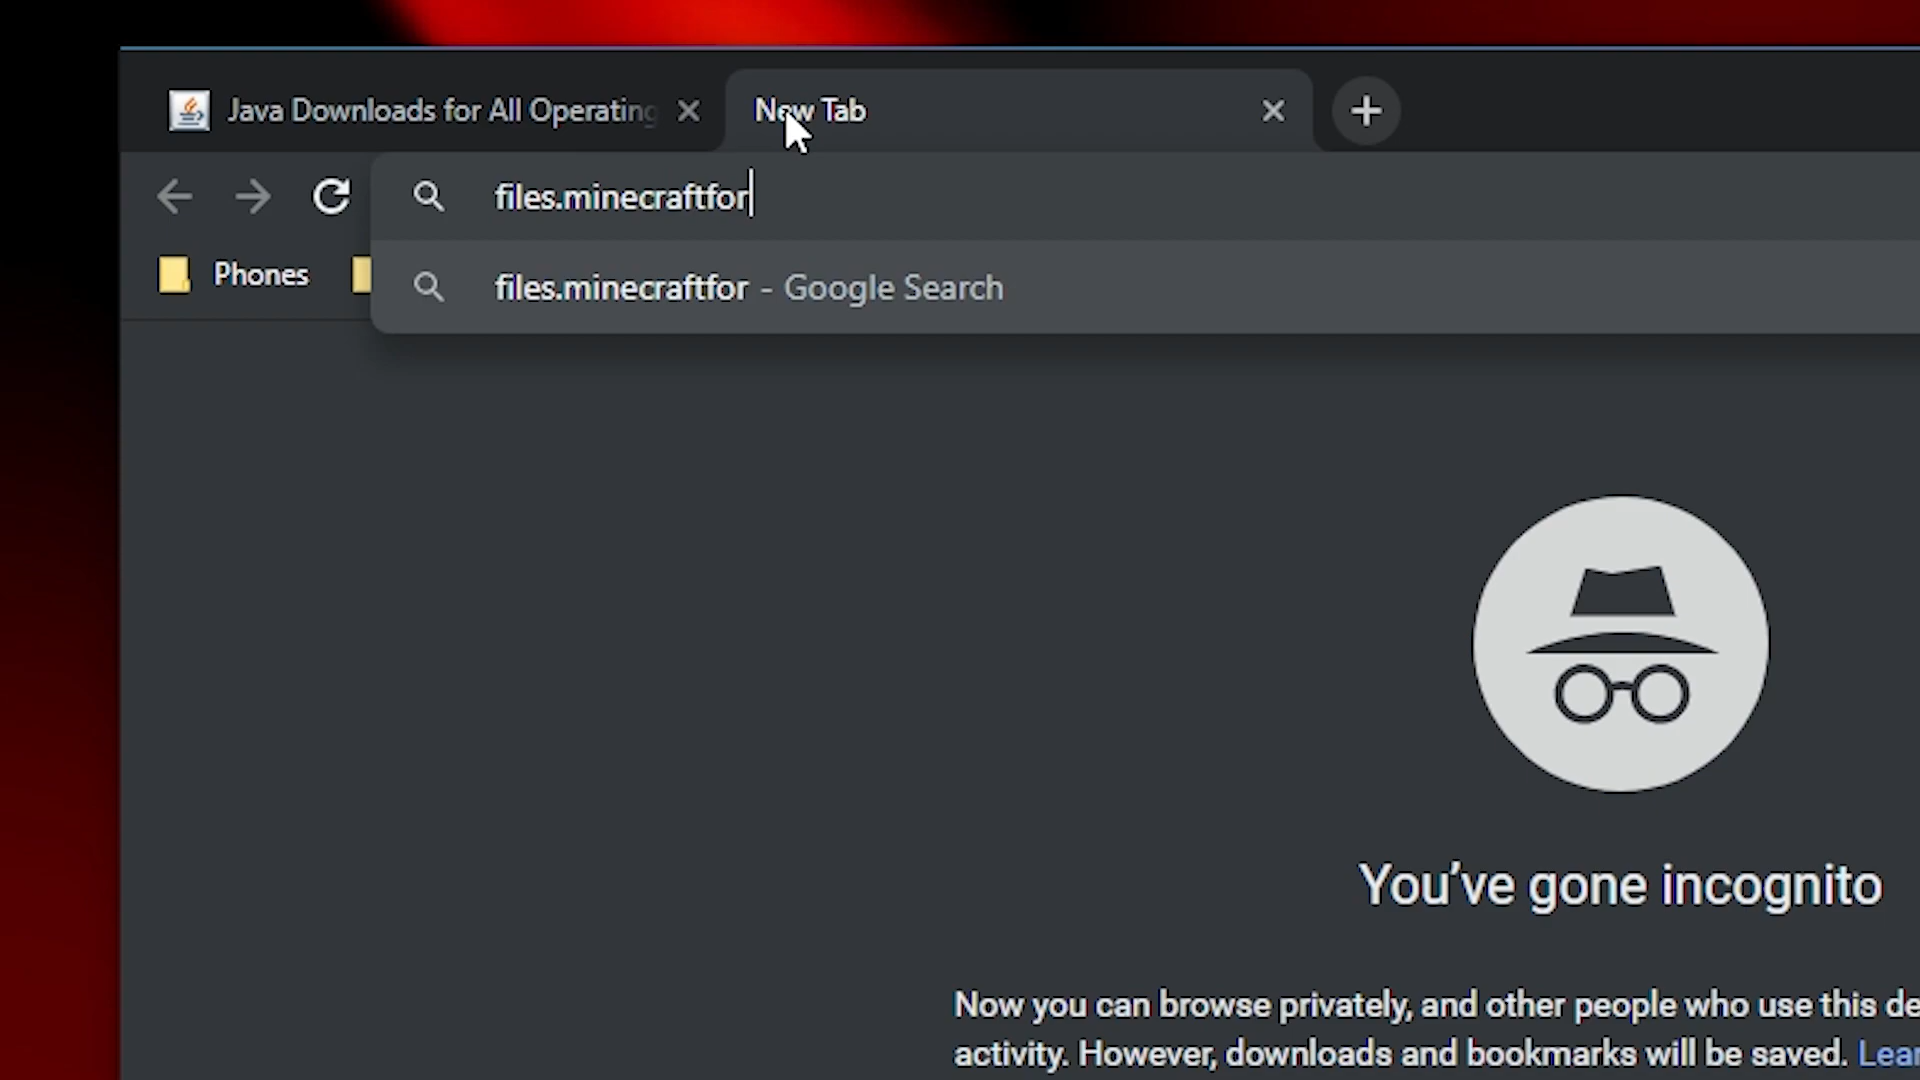 Java Downloads for All Operating
New Tab
files.minecraftfor
files.minecraftfor - Google Search
Phones
You've gone incognito
Now you can browse privately, and other people who use this de
activity. However, downloads and bookmarks will be saved. Lear